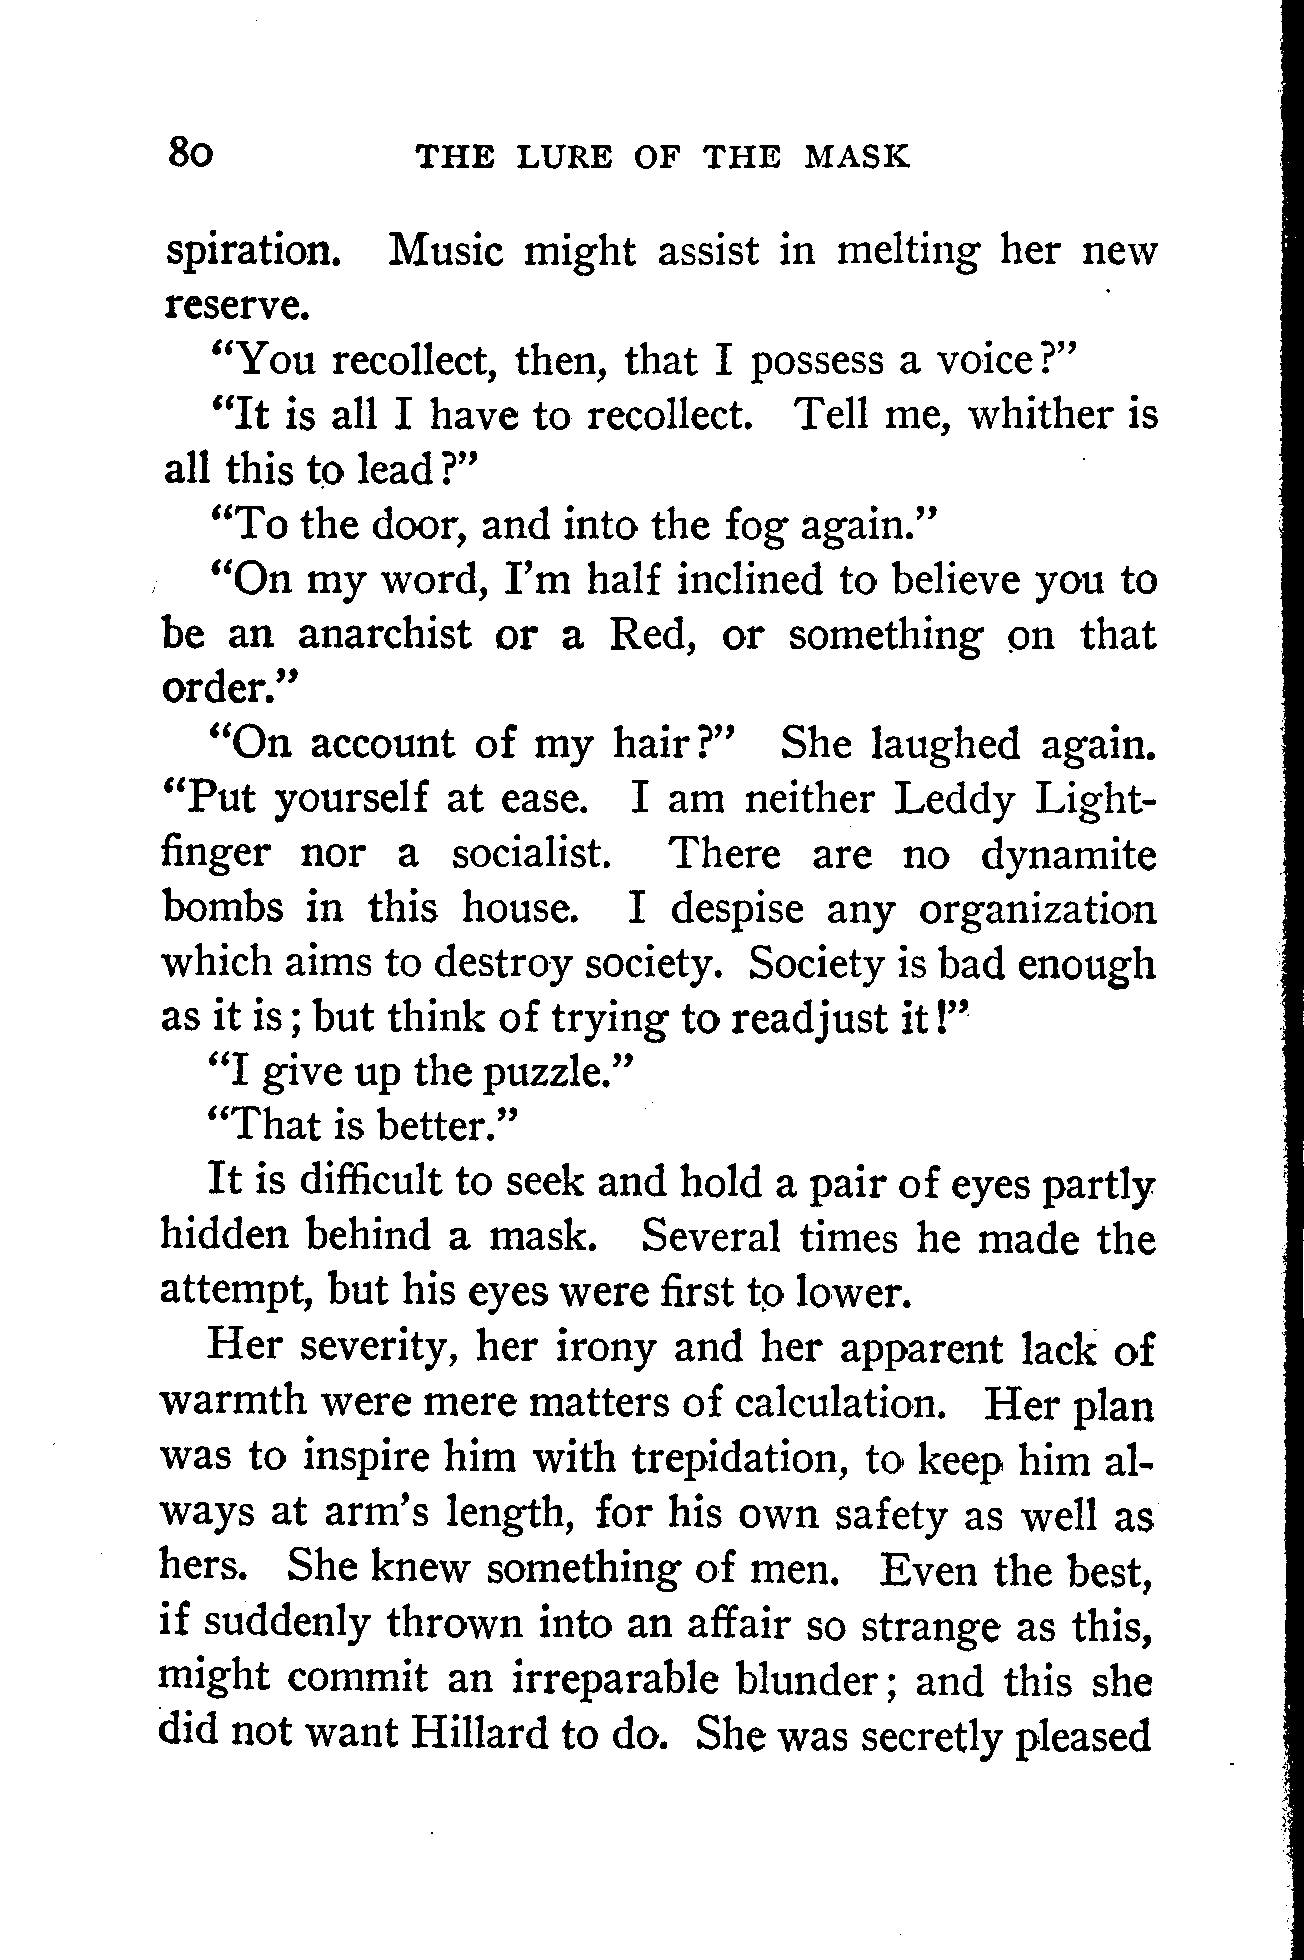 80 THE LURE OF THE MASK
spiration. Music might assist in melting her new
reserve.
“You recollect, then, that I possess a voice?”
“It is all I have to recollect. Tell me, whither is
all this to lead?”
“To the door, and into the fog again.”
“On my word, I’m half inclined to believe you to
be an anarchist or a Red, or something on that
order.”
“On account of my hair?” She laughed again.
“Put yourself at ease. I am neither Leddy Light-
finger nor a socialist. There are no dynamite
bombs in this house. I despise any organization
which aims to destroy society. Society is bad enough
as it is; but think of trying to readjust it!”
“I give up the puzzle.”
“That is better.”
It is difficult to seek and hold a pair of eyes partly
hidden behind a mask. Several times he made the
attempt, but his eyes were first to lower.
Her severity, her irony and her apparent lack of
warmth were mere matters of calculation. Her plan
was to inspire him with trepidation, to keep him al-
ways at arm’s length, for his own safety as well as
hers. She knew something of men. Even the best,
if suddenly thrown into an affair so strange as this,
might commit an irreparable blunder; and this she
did not want Hillard to do. She was secretly pleased